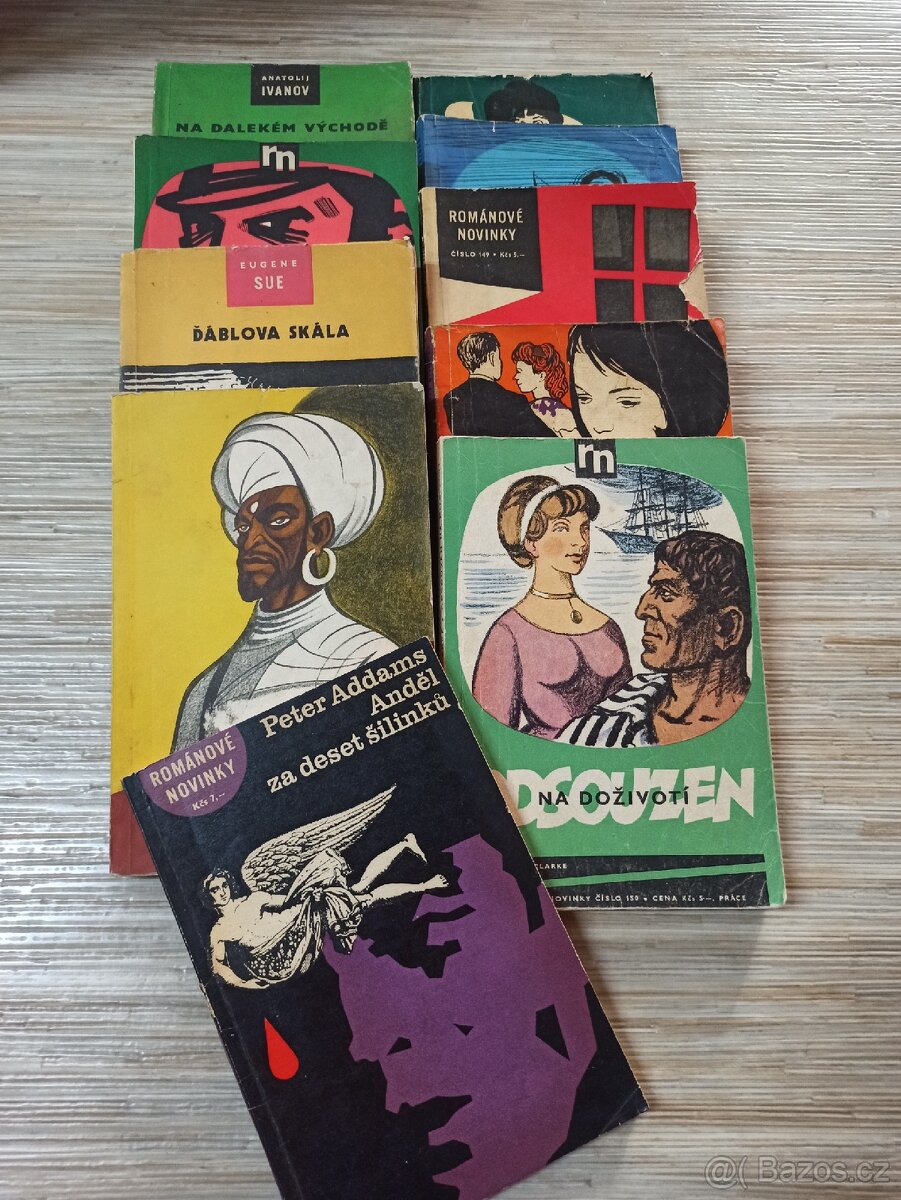 ANATOLIJ
IVANOV
NA DALEKÉM VÝCHODĚ
rn
EUGENE
SUE
ĎÁBLOVA SKÁLA
ROMÁNOVÉ
NOVINKY
ČÍSLO 149 • Kčs 5.—
rn
DSOUZEN
NA DOŽIVOTÍ
CLARKE
NOVINKY ČÍSLO 150 • CENA Kčs 5—, PRÁCE
Peter Addams
Anděl
za deset šilinků
ROMÁNOVÉ
NOVINKY
Kčs 7,—
@( Bazos.cz